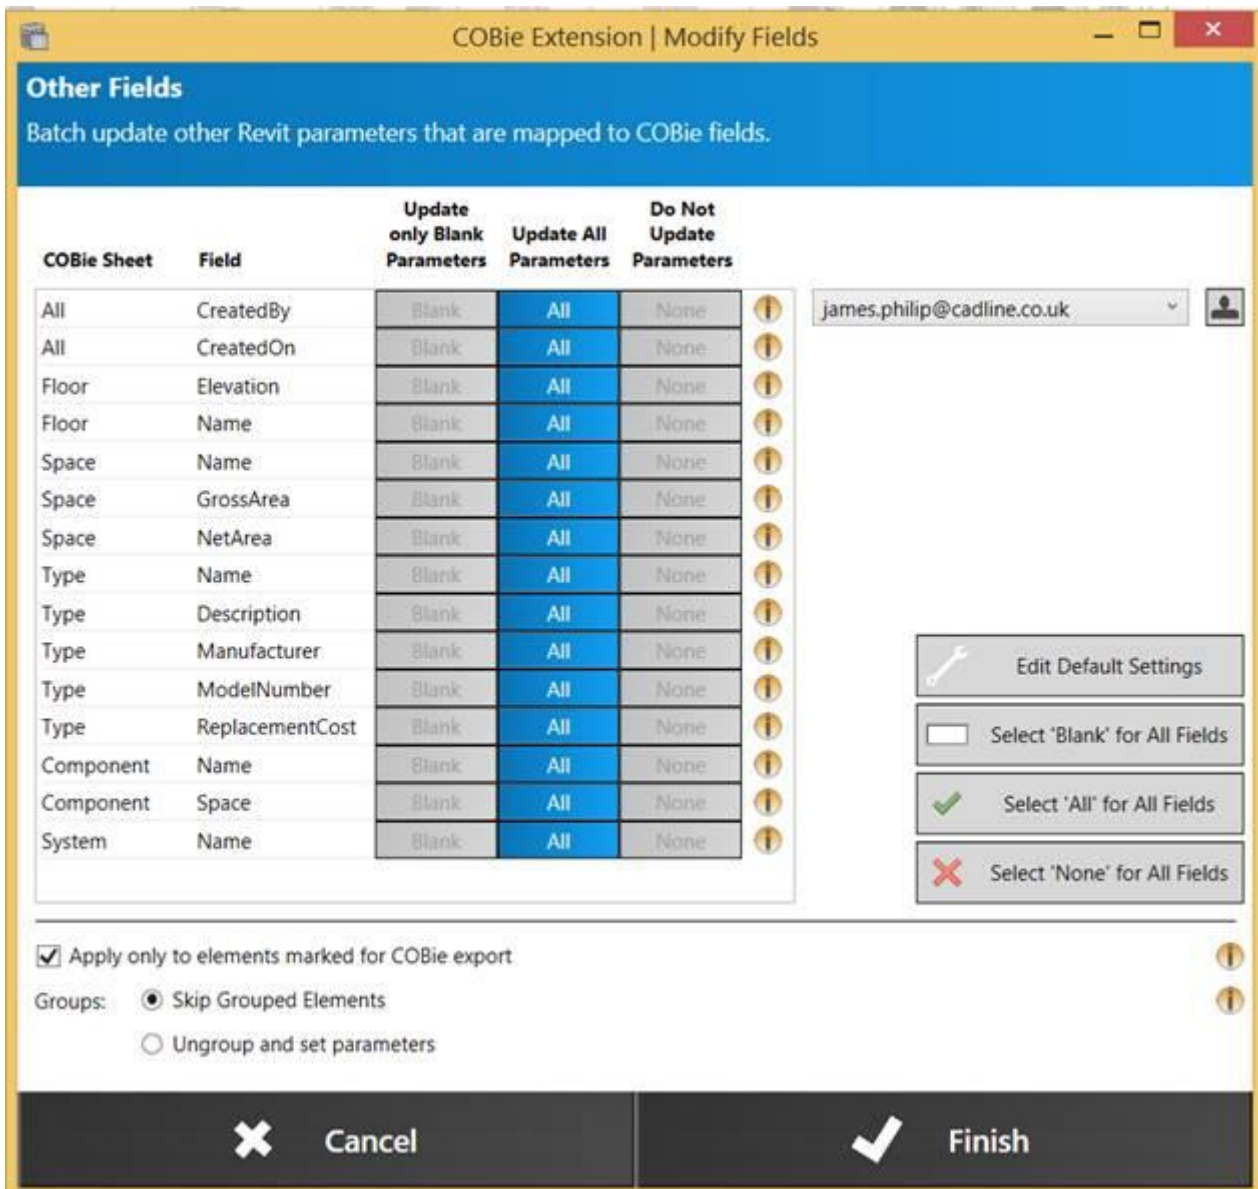 COBie Extension | Modify Fields
Other Fields
Batch update other Revit parameters that are mapped to COBie fields.
COBie Sheet Field Update only Blank Parameters Update All Parameters Do Not Update Parameters
All CreatedBy Blank All None james.philip@cadline.co.uk
All CreatedOn Blank All None
Floor Elevation Blank All None
Floor Name Blank All None
Space Name Blank All None
Space GrossArea Blank All None
Space NetArea Blank All None
Type Name Blank All None
Type Description Blank All None
Type Manufacturer Blank All None
Type ModelNumber Blank All None
Type ReplacementCost Blank All None
Component Name Blank All None
Component Space Blank All None
System Name Blank All None
Edit Default Settings
Select 'Blank' for All Fields
Select 'All' for All Fields
Select 'None' for All Fields
Apply only to elements marked for COBie export
Groups: Skip Grouped Elements
Ungroup and set parameters
Cancel Finish